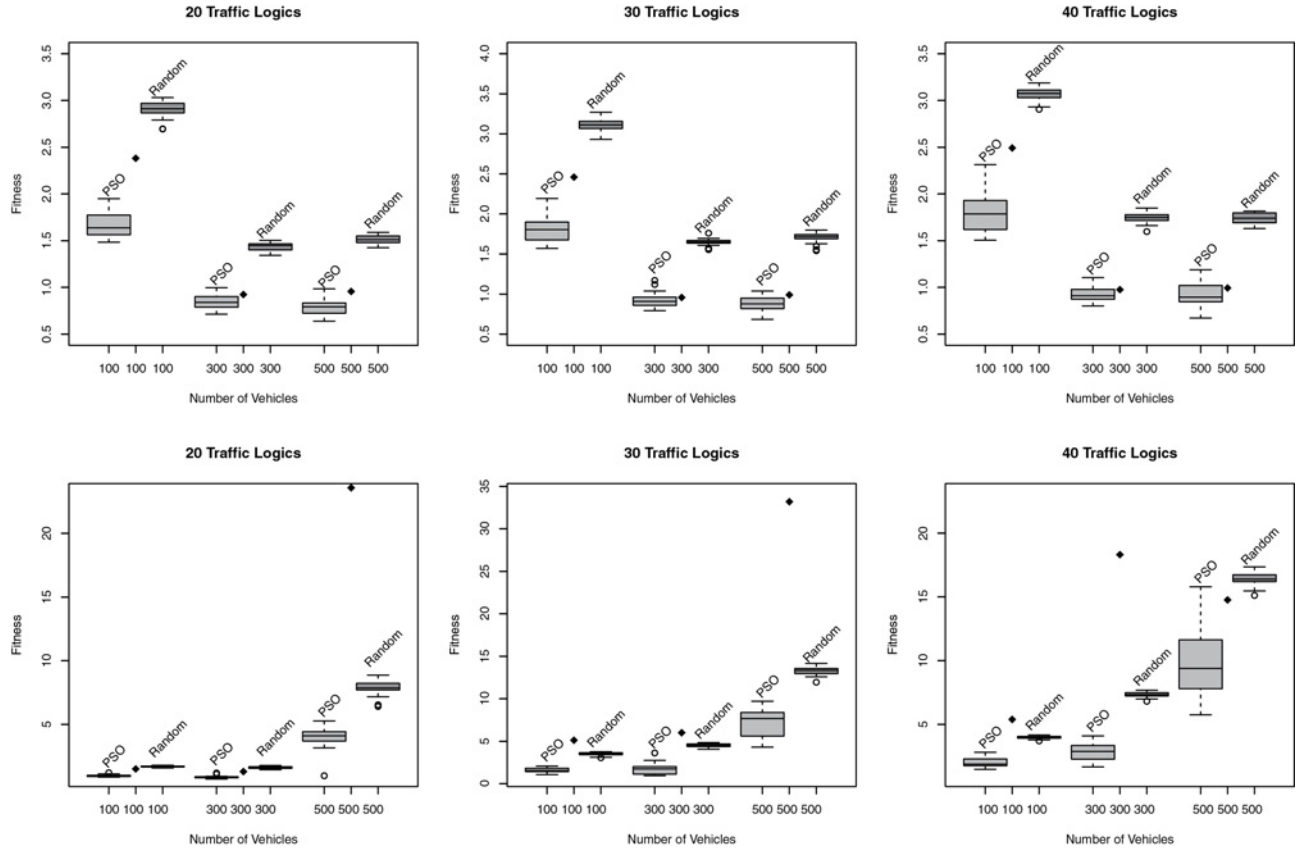 20 Traffic Logics
30 Traffic Logics
40 Traffic Logics
Fitness
3.5
3.0
2.5
2.0
1.5
1.0
0.5
PSO
Random
PSO
Random
PSO
Random
100 100 100 300 300 300 500 500 500
Number of Vehicles
Fitness
4.0
3.5
3.0
2.5
2.0
1.5
1.0
0.5
PSO
Random
PSO
Random
PSO
Random
100 100 100 300 300 300 500 500 500
Number of Vehicles
Fitness
3.5
3.0
2.5
2.0
1.5
1.0
0.5
PSO
Random
PSO
Random
PSO
Random
100 100 100 300 300 300 500 500 500
Number of Vehicles
20 Traffic Logics
30 Traffic Logics
40 Traffic Logics
Fitness
20
15
10
5
PSO
Random
PSO
Random
PSO
Random
100 100 100 300 300 300 500 500 500
Number of Vehicles
Fitness
35
30
25
20
15
10
5
0
PSO
Random
PSO
Random
PSO
Random
100 100 100 300 300 300 500 500 500
Number of Vehicles
Fitness
20
15
10
5
PSO
Random
PSO
Random
PSO
Random
100 100 100 300 300 300 500 500 500
Number of Vehicles